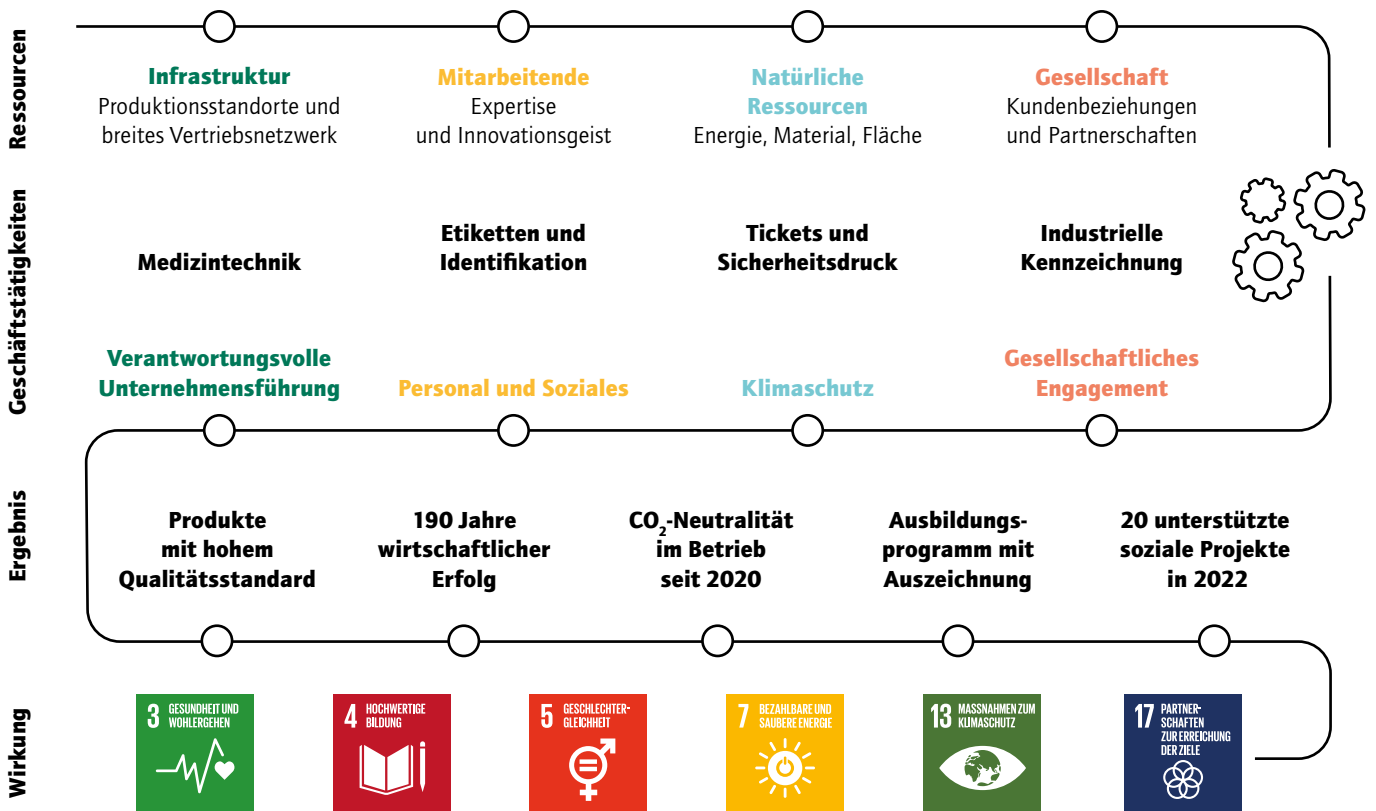 Ressourcen
Infrastruktur
Produktionsstandorte und
breites Vertriebsnetzwerk
Mitarbeitende
Expertise
und Innovationsgeist
Natürliche
Ressourcen
Energie, Material, Fläche
Gesellschaft
Kundenbeziehungen
und Partnerschaften
Geschäftstätigkeiten
Medizintechnik
Etiketten und
Identifikation
Tickets und
Sicherheitsdruck
Industrielle
Kennzeichnung
Verantwortungsvolle
Unternehmensführung
Personal und Soziales
Klimaschutz
Gesellschaftliches
Engagement
Ergebnis
Produkte
mit hohem
Qualitätsstandard
190 Jahre
wirtschaftlicher
Erfolg
CO₂-Neutralität
im Betrieb
seit 2020
Ausbildungs-
programm mit
Auszeichnung
20 unterstützte
soziale Projekte
in 2022
Wirkung
3 GESUNDHEIT UND
WOHLERGEHEN
4 HOCHWERTIGE
BILDUNG
5 GESCHLECHTER-
GLEICHHEIT
7 BEZAHLBARE UND
SAUBERE ENERGIE
13 MASSNAHMEN ZUM
KLIMASCHUTZ
17 PARTNER-
SCHAFTEN
ZUR ERREICHUNG
DER ZIELE